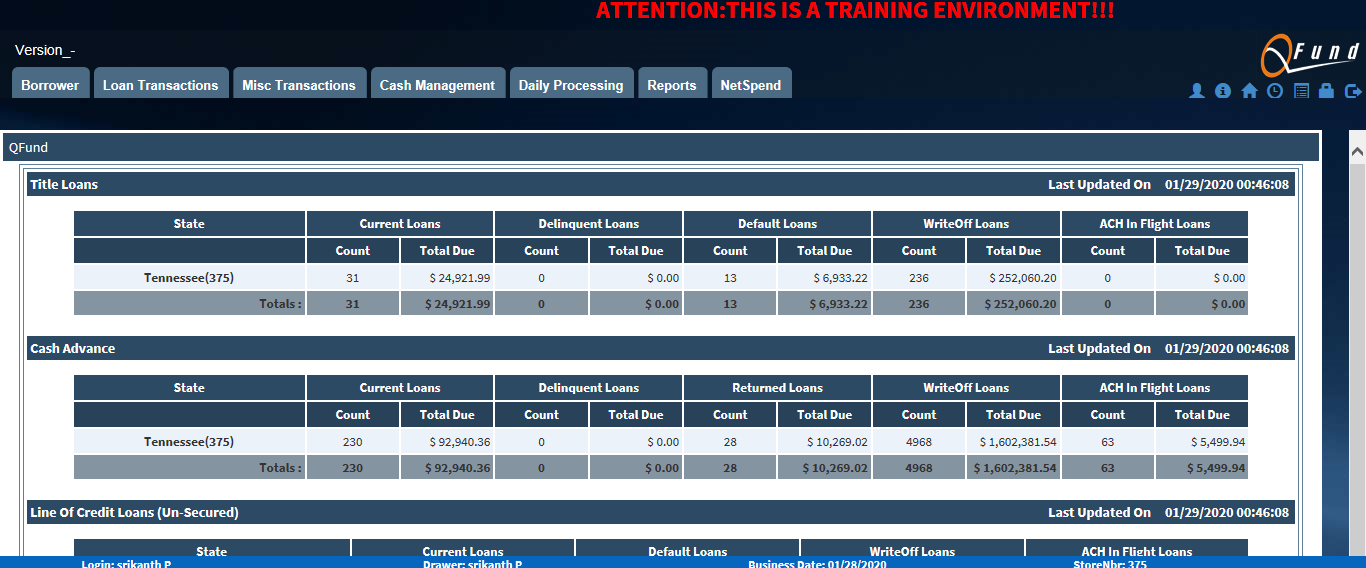 ATTENTION:THIS IS A TRAINING ENVIRONMENT!!!
Version_-
QFund
Borrower Loan Transactions Misc Transactions Cash Management Daily Processing Reports NetSpend
QFund
Title Loans Last Updated On 01/29/2020 00:46:08
State Current Loans Delinquent Loans Default Loans WriteOff Loans ACH In Flight Loans
Count Total Due Count Total Due Count Total Due Count Total Due Count Total Due
Tennessee(375) 31 $ 24,921.99 0 $ 0.00 13 $ 6,933.22 236 $ 252,060.20 0 $ 0.00
Totals : 31 $ 24,921.99 0 $ 0.00 13 $ 6,933.22 236 $ 252,060.20 0 $ 0.00
Cash Advance Last Updated On 01/29/2020 00:46:08
State Current Loans Delinquent Loans Returned Loans WriteOff Loans ACH In Flight Loans
Count Total Due Count Total Due Count Total Due Count Total Due Count Total Due
Tennessee(375) 230 $ 92,940.36 0 $ 0.00 28 $ 10,269.02 4968 $ 1,602,381.54 63 $ 5,499.94
Totals : 230 $ 92,940.36 0 $ 0.00 28 $ 10,269.02 4968 $ 1,602,381.54 63 $ 5,499.94
Line Of Credit Loans (Un-Secured) Last Updated On 01/29/2020 00:46:08
State Current Loans Default Loans WriteOff Loans ACH In Flight Loans
Login: srikanth P Drawer: srikanth P Business Date: 01/28/2020 StoreNbr: 375